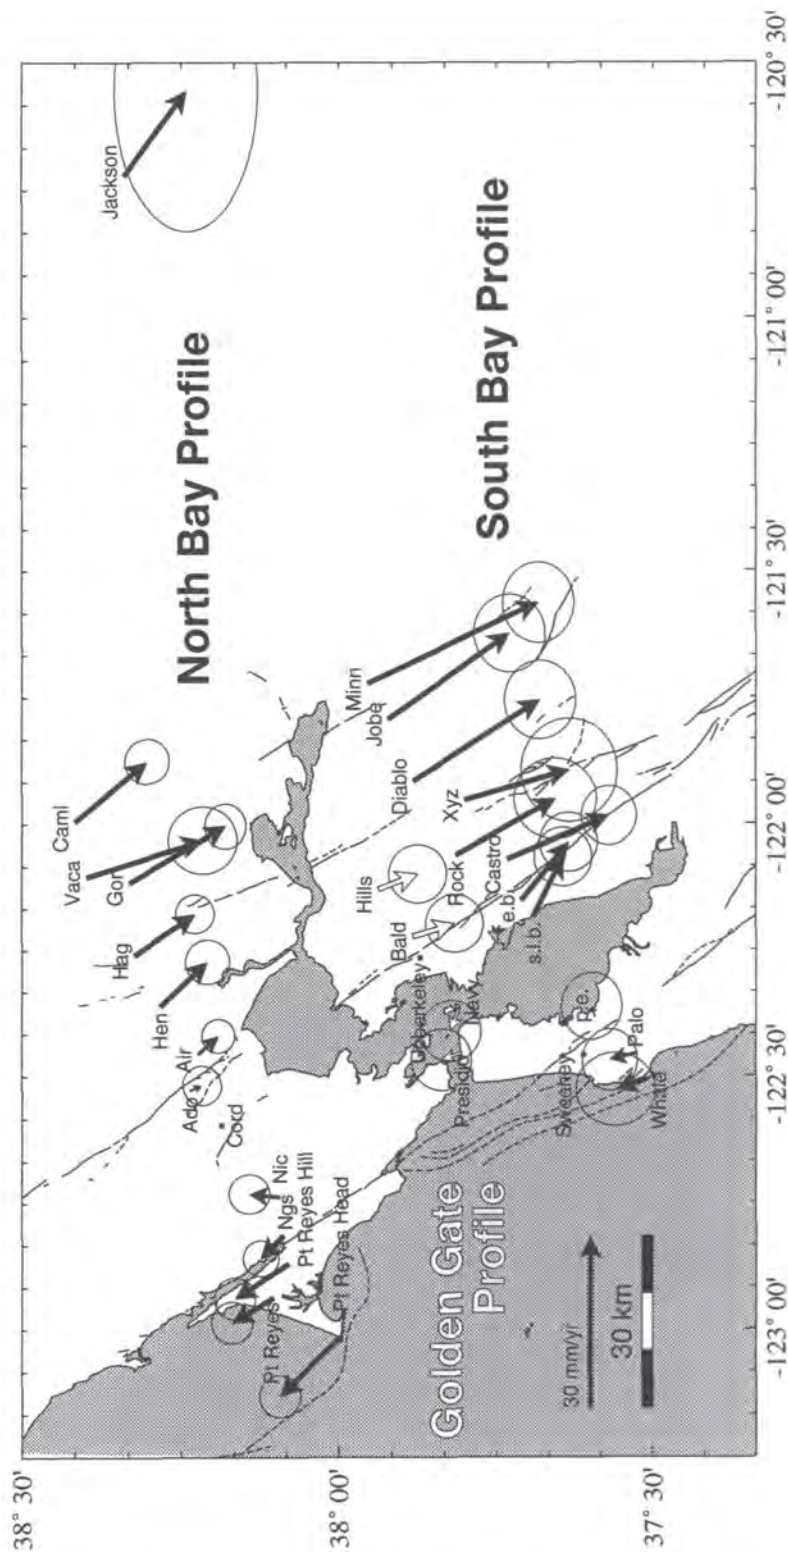 38° 30'
38° 00'
37° 30'
-123° 00'
-122° 30'
-122° 00'
-121° 30'
-121° 00'
-120° 30'
North Bay Profile
Jackson
Vaca
Caml
Gor
Hag
Hen
Air
Ado
Cord
Nic
Ngs
Pt Reyes Hill
Pt Reyes
Pt Reyes Head
South Bay Profile
Minn
Jobe
Diablo
Xyz
Hills
Rock
Bald
Castro
e.b.
s.l.b.
Navy
Presidio
p.e.
Palo
Sweeney
Whale
Golden Gate
Profile
30 mm/yr
30 km